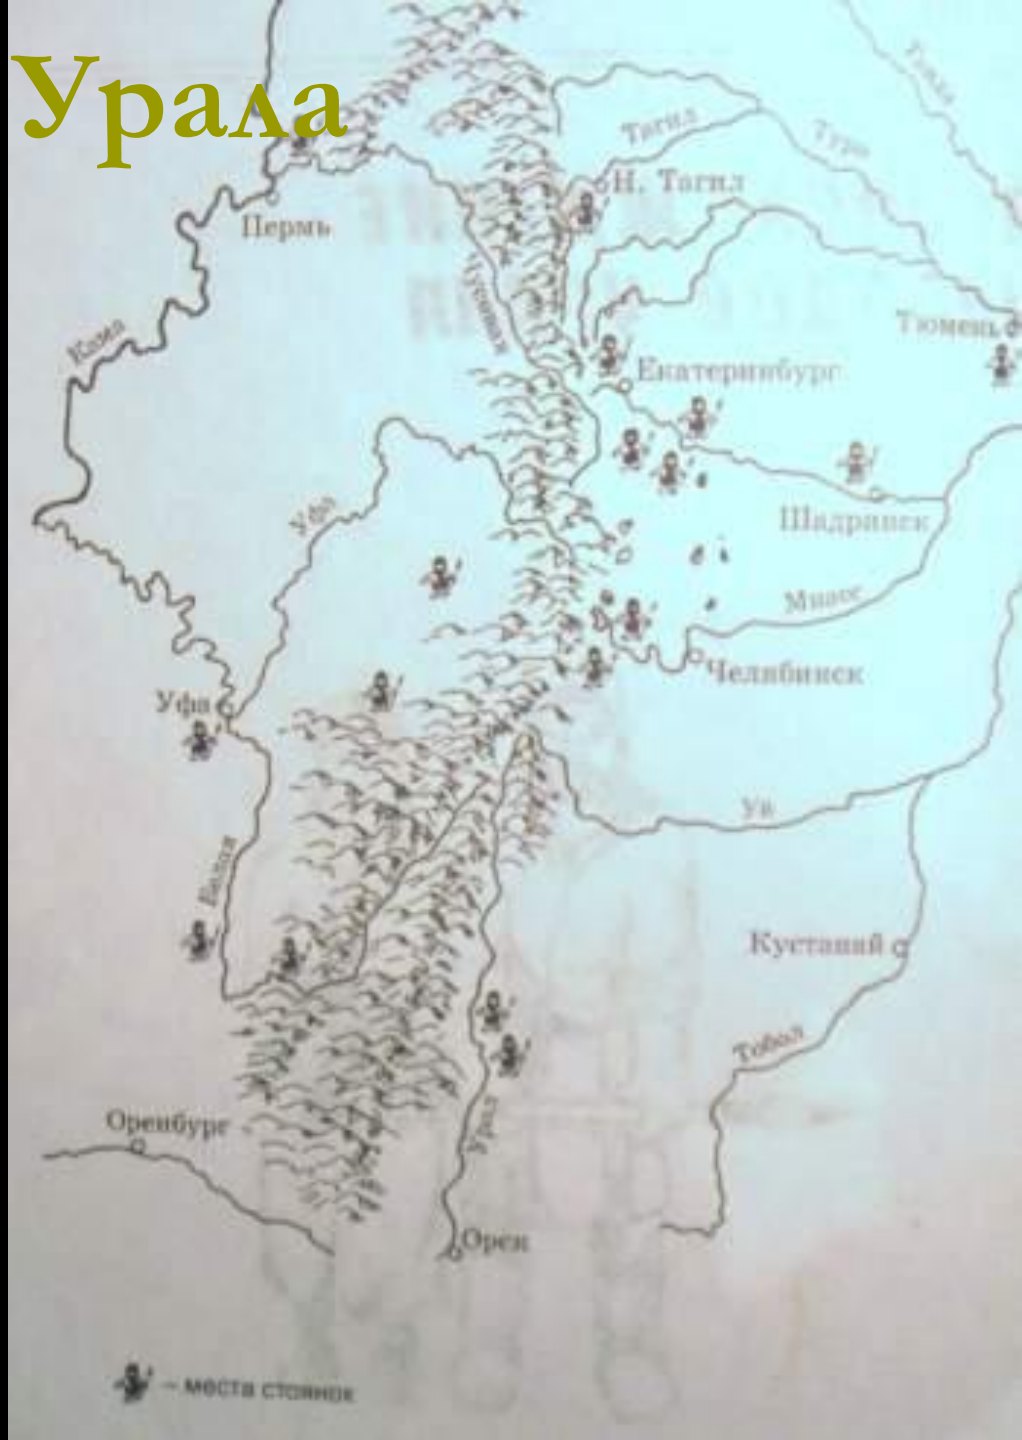 Урала
Тавда
Тагил
Тура
Н. Тагил
Пермь
Чусовая
Кама
Тюмень
Екатеринбург
Уфа
Шадринск
Миасс
Челябинск
Уфа
Уй
Белая
Кустанай
Тобол
Урал
Оренбург
Орск
– места стоянок